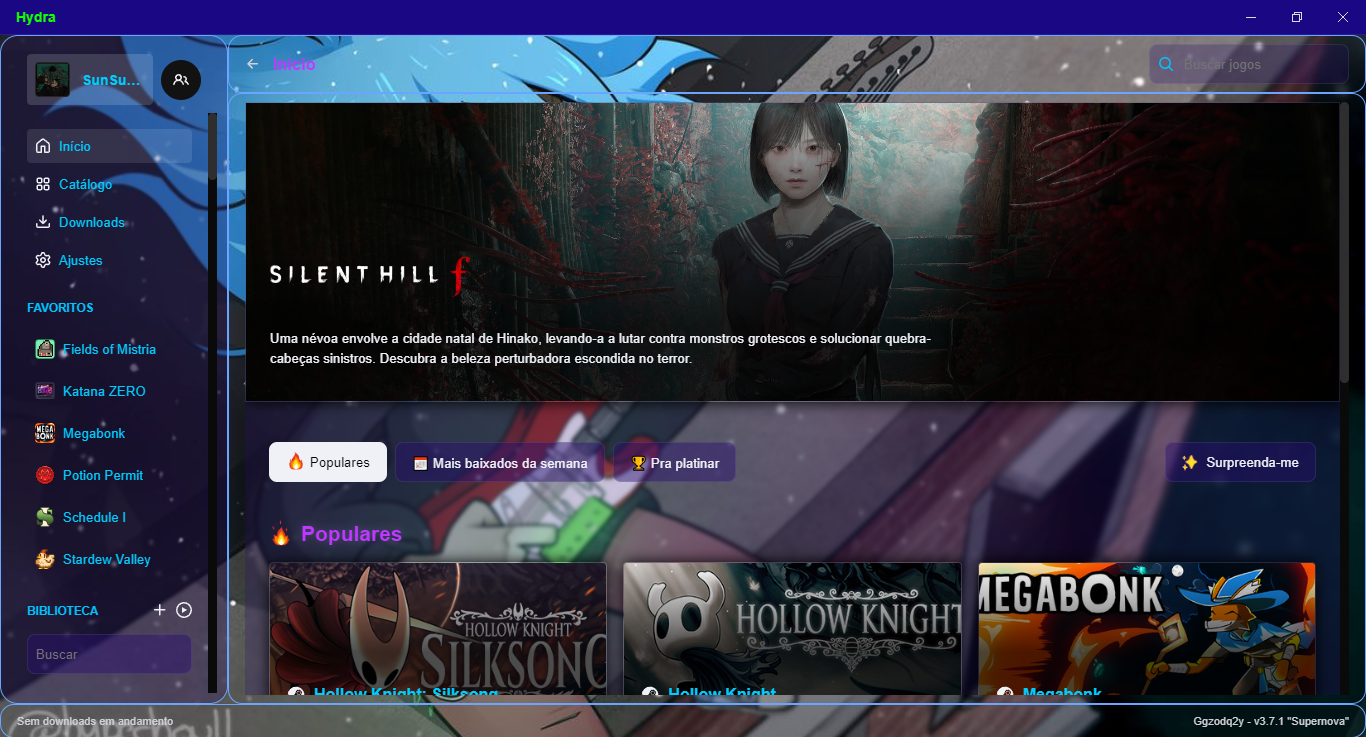 Hydra
SunSu...
Início
Buscar jogos
Início
Catálogo
Downloads
Ajustes
FAVORITOS
Fields of Mistria
Katana ZERO
Megabonk
Potion Permit
Schedule I
Stardew Valley
BIBLIOTECA
Buscar
SILENT HILL f
Uma névoa envolve a cidade natal de Hinako, levando-a a lutar contra monstros grotescos e solucionar quebra-
cabeças sinistros. Descubra a beleza perturbadora escondida no terror.
Populares
Mais baixados da semana
Pra platinar
Surpreenda-me
Populares
HOLLOW KNIGHT
SILKSONG
Hollow Knight: Silksong
HOLLOW KNIGHT
Hollow Knight
MEGABONK
Megabonk
Sem downloads em andamento
Ggzodq2y - v3.7.1 "Supernova"